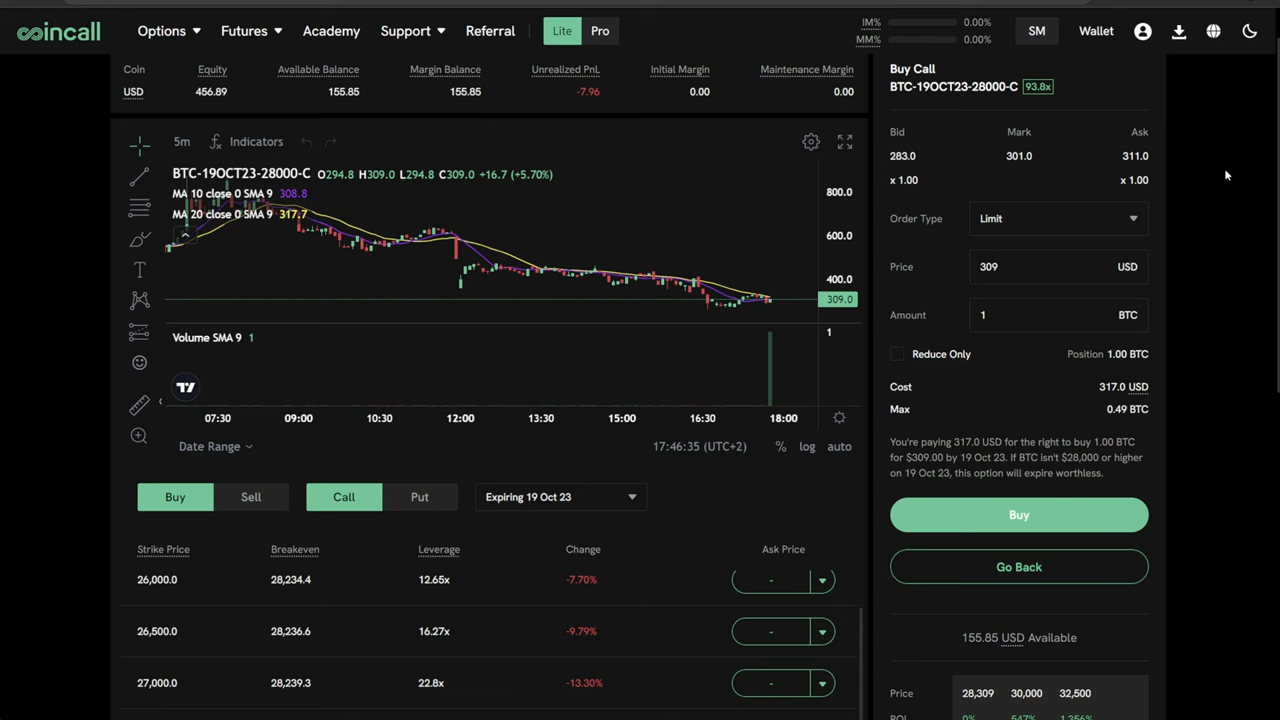 coincall Options Futures Academy Support Referral Lite Pro IM% 0.00% MM% 0.00% SM Wallet
Coin Equity Available Balance Margin Balance Unrealized PnL Initial Margin Maintenance Margin
USD 456.89 155.85 155.85 -7.96 0.00 0.00
5m Indicators
BTC-19OCT23-28000-C O294.8 H309.0 L294.8 C309.0 +16.7 (+5.70%)
MA 10 close 0 SMA 9 308.8
MA 20 close 0 SMA 9 317.7
800.0
600.0
400.0
309.0
Volume SMA 9 1
1
07:30 09:00 10:30 12:00 13:30 15:00 16:30 18:00
Date Range 17:46:35 (UTC+2) % log auto
Buy Sell Call Put Expiring 19 Oct 23
Strike Price Breakeven Leverage Change Ask Price
26,000.0 28,234.4 12.65x -7.70% -
26,500.0 28,236.6 16.27x -9.79% -
27,000.0 28,239.3 22.8x -13.30% -
Buy Call
BTC-19OCT23-28000-C 93.8x
Bid Mark Ask
283.0 301.0 311.0
x 1.00 x 1.00
Order Type Limit
Price 309 USD
Amount 1 BTC
Reduce Only Position 1.00 BTC
Cost 317.0 USD
Max 0.49 BTC
You're paying 317.0 USD for the right to buy 1.00 BTC
for $309.00 by 19 Oct 23. If BTC isn't $28,000 or higher
on 19 Oct 23, this option will expire worthless.
Buy
Go Back
155.85 USD Available
Price 28,309 30,000 32,500
ROI 0% 547% 1,356%